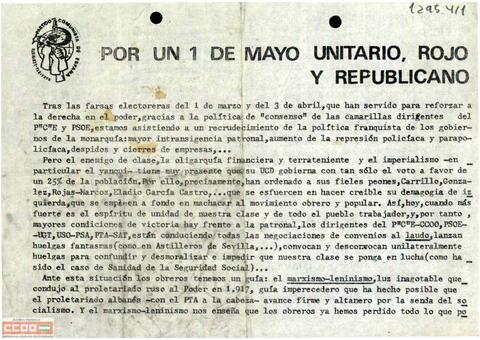 1295.4/1
PARTIDO COMUNISTA DE ESPAÑA
(marxista-leninista)
POR UN 1 DE MAYO UNITARIO, ROJO
Y REPUBLICANO
Tras las farsas electoreras del 1 de marzo y del 3 de abril,que han servido para reforzar a
la derecha en el poder,gracias a la política de "consenso" de las camarillas dirigentes del
P"C"E y PSOE,estamos asistiendo a un recrudecimiento de la política franquista de los gobier-
nos de la monarquía:mayor intransigencia patronal,aumento de la represión policíaca y parapo-
licíaca,despidos y cierres de empresas,...
Pero el enemigo de clase,la oligarquía financiera y terrateniente y el imperialismo -en
particular el yanqui- tiene muy presente que su UCD gobierna con tan sólo el voto a favor de
un 25% de la población.Por ello,precisamente,han ordenado a sus fieles peones,Carrillo,Gonza-
lez,Rojas-Marcos,Eladio García Castro,...que se esfuercen en hacer creíble su demagogia de iz
quierda,que se empleen a fondo en machacar al movimiento obrero y popular. Así,hoy,cuando más
fuerte es el espíritu de unidad de nuestra clase y de todo el pueblo trabajador,y,por tanto ,
mayores condiciones de victoria hay frente a la patronal,los dirigentes del P"C"E-CCOO,PSOE-
-UGT,USO-PSA,PTA-SAT,están conduciendo todas las negociaciones de convenios al laudo,lanzan
huelgas fantasmas(como en Astilleros de Sevilla,...),convocan y desconvocan unilateralmente
huelgas para confundir y desmoralizar e impedir que nuestra clase se ponga en lucha(como ha-
sido el caso de Sanidad de la Seguridad Social)...
Ante esta situación los obreros tenemos un guía: el marxismo-leninismo,luz inagotable que
condujo al proletariado ruso al Poder en 1.917, guía imperecedero que ha hecho posible que
el proletariado albanés -con el PTA a la cabeza- avance firme y altanero por la senda del so
cialismo. Y el marxismo-leninismo nos enseña que los obreros ya hemos perdido todo lo que po
CCOO